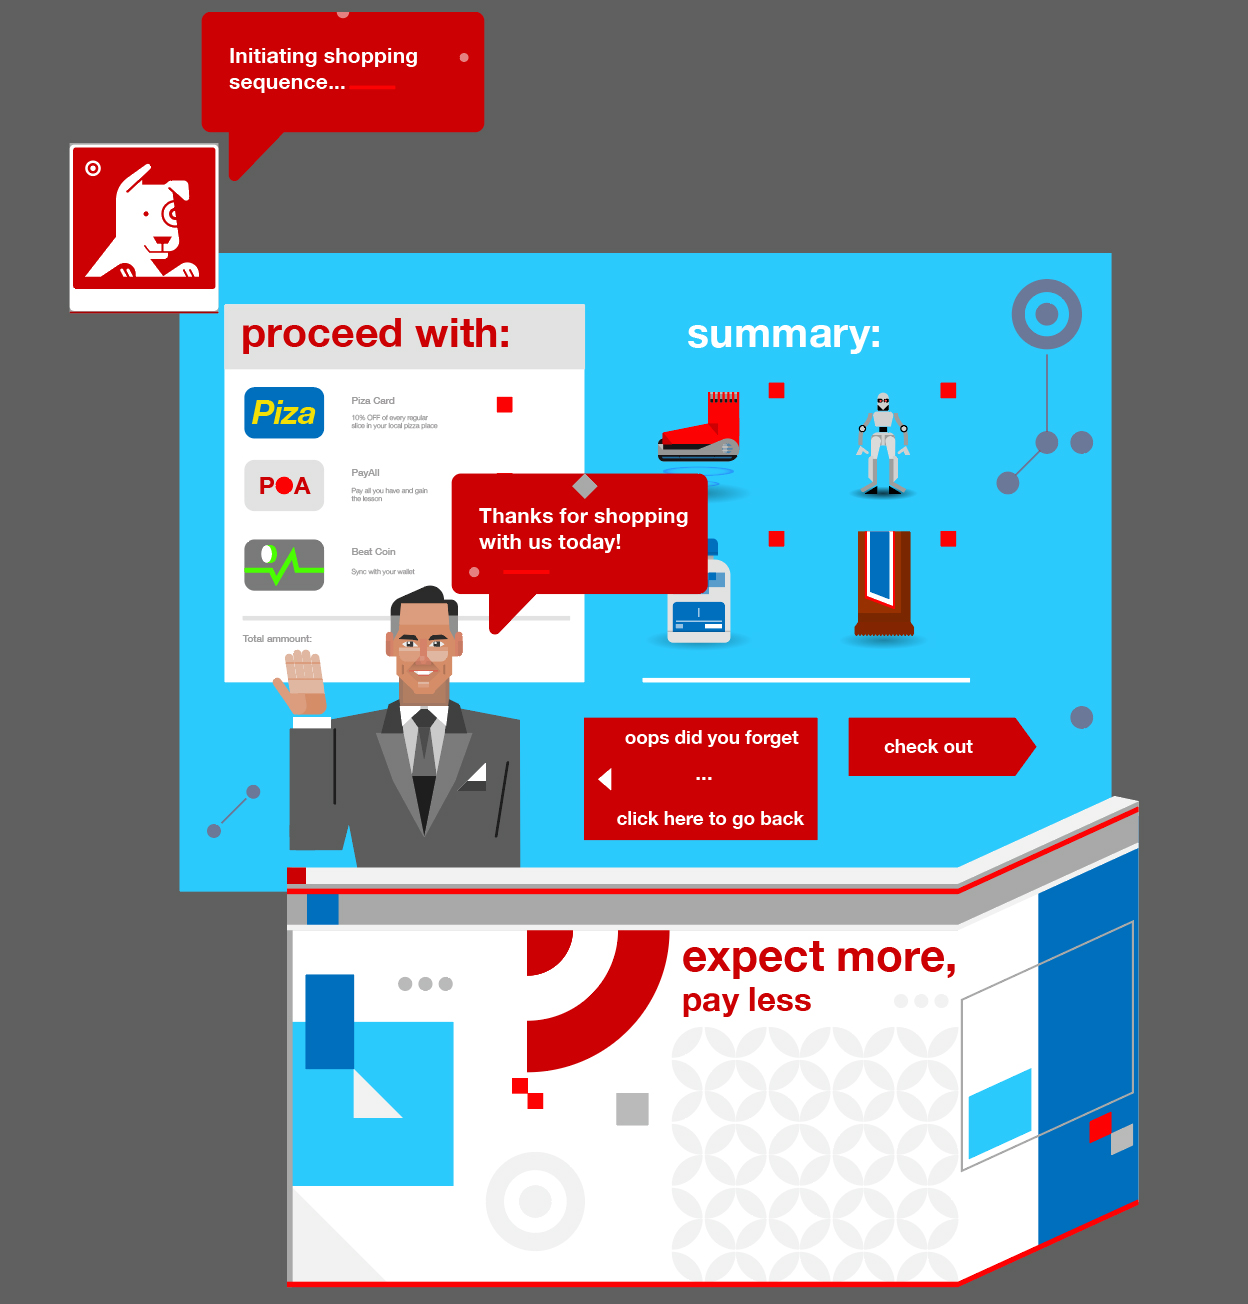 Initiating shopping
sequence...
proceed with:
Piza
Piza Card
10% OFF of every regular
slice in your local pizza place
POA
PayAll
Pay all you have and gain
the lesson
Beat Coin
Sync with your wallet
Total ammount:
summary:
Thanks for shopping
with us today!
oops did you forget
...
click here to go back
check out
expect more,
pay less